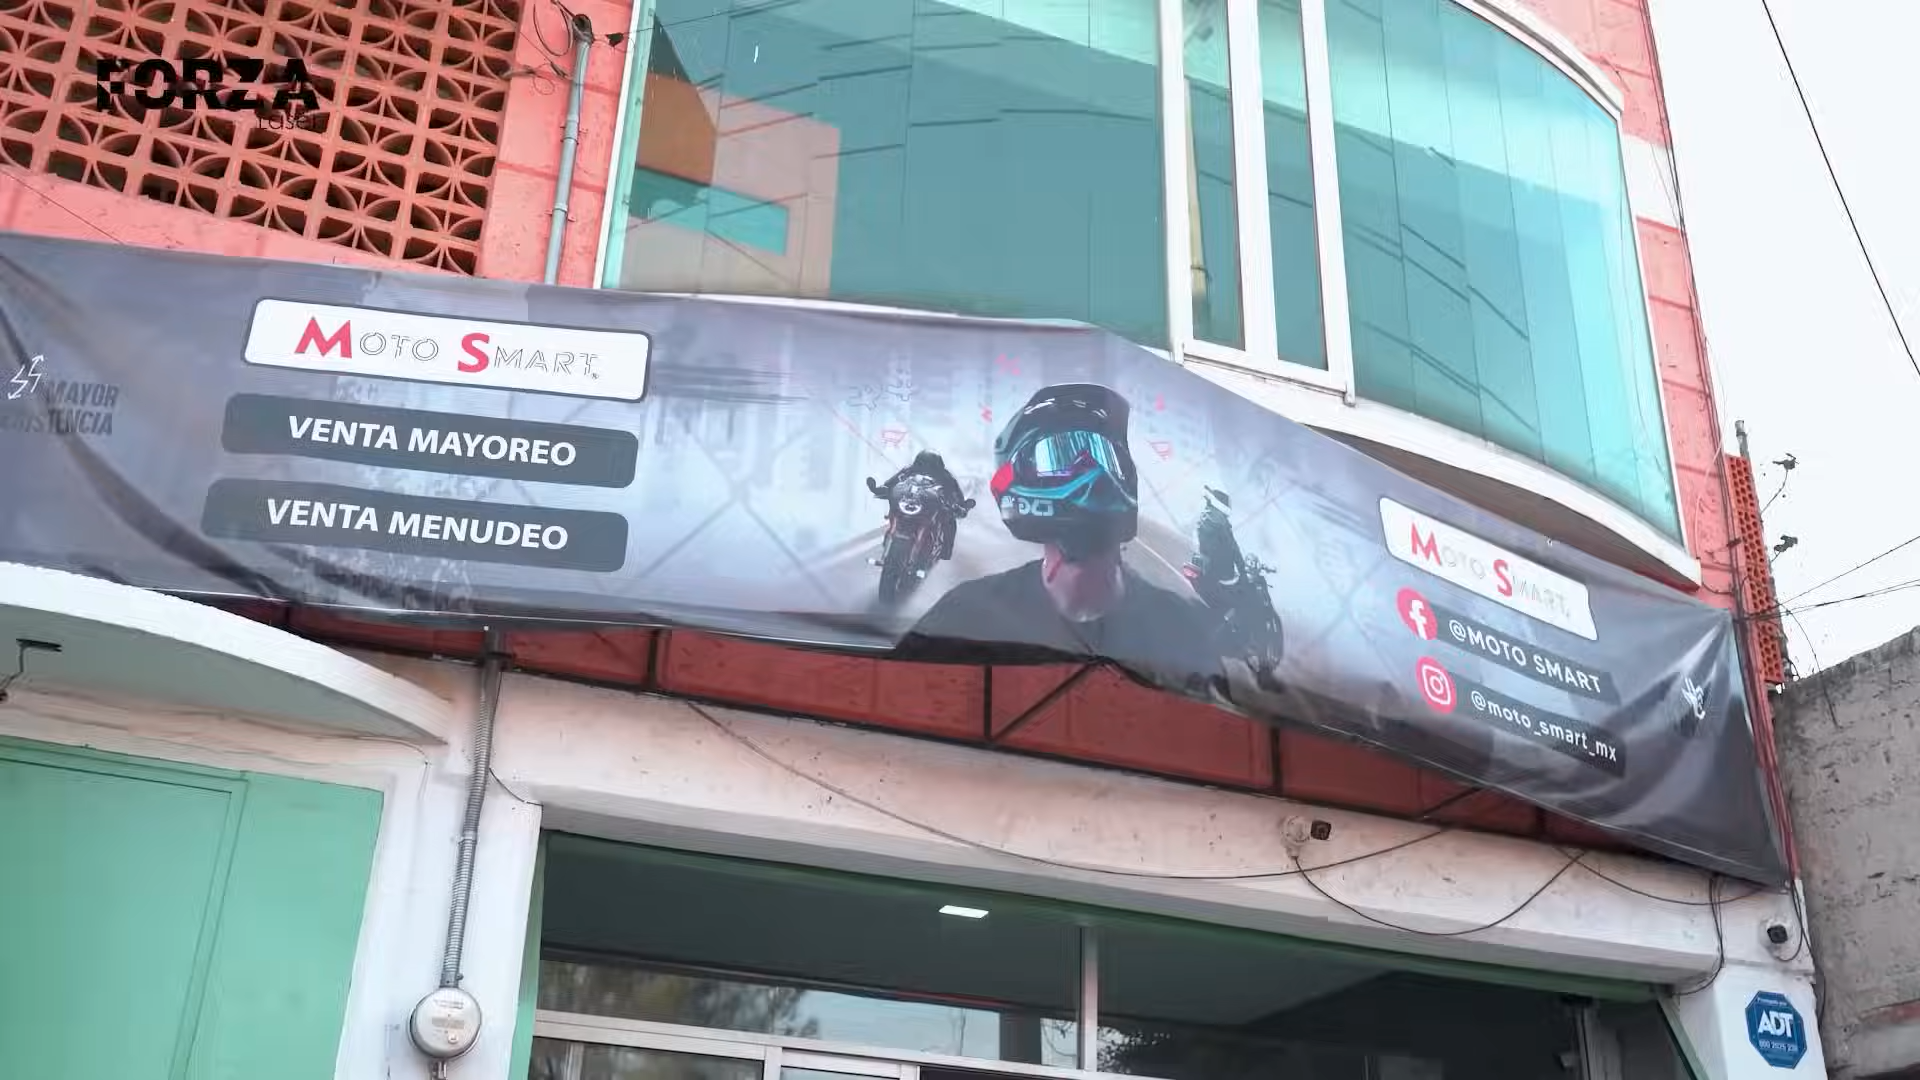 FORZA
Laser
MOTO SMART
VENTA MAYOREO
VENTA MENUDEO
MAYOR
MOTO SMART
@MOTO SMART
@moto_smart_mx
ADT